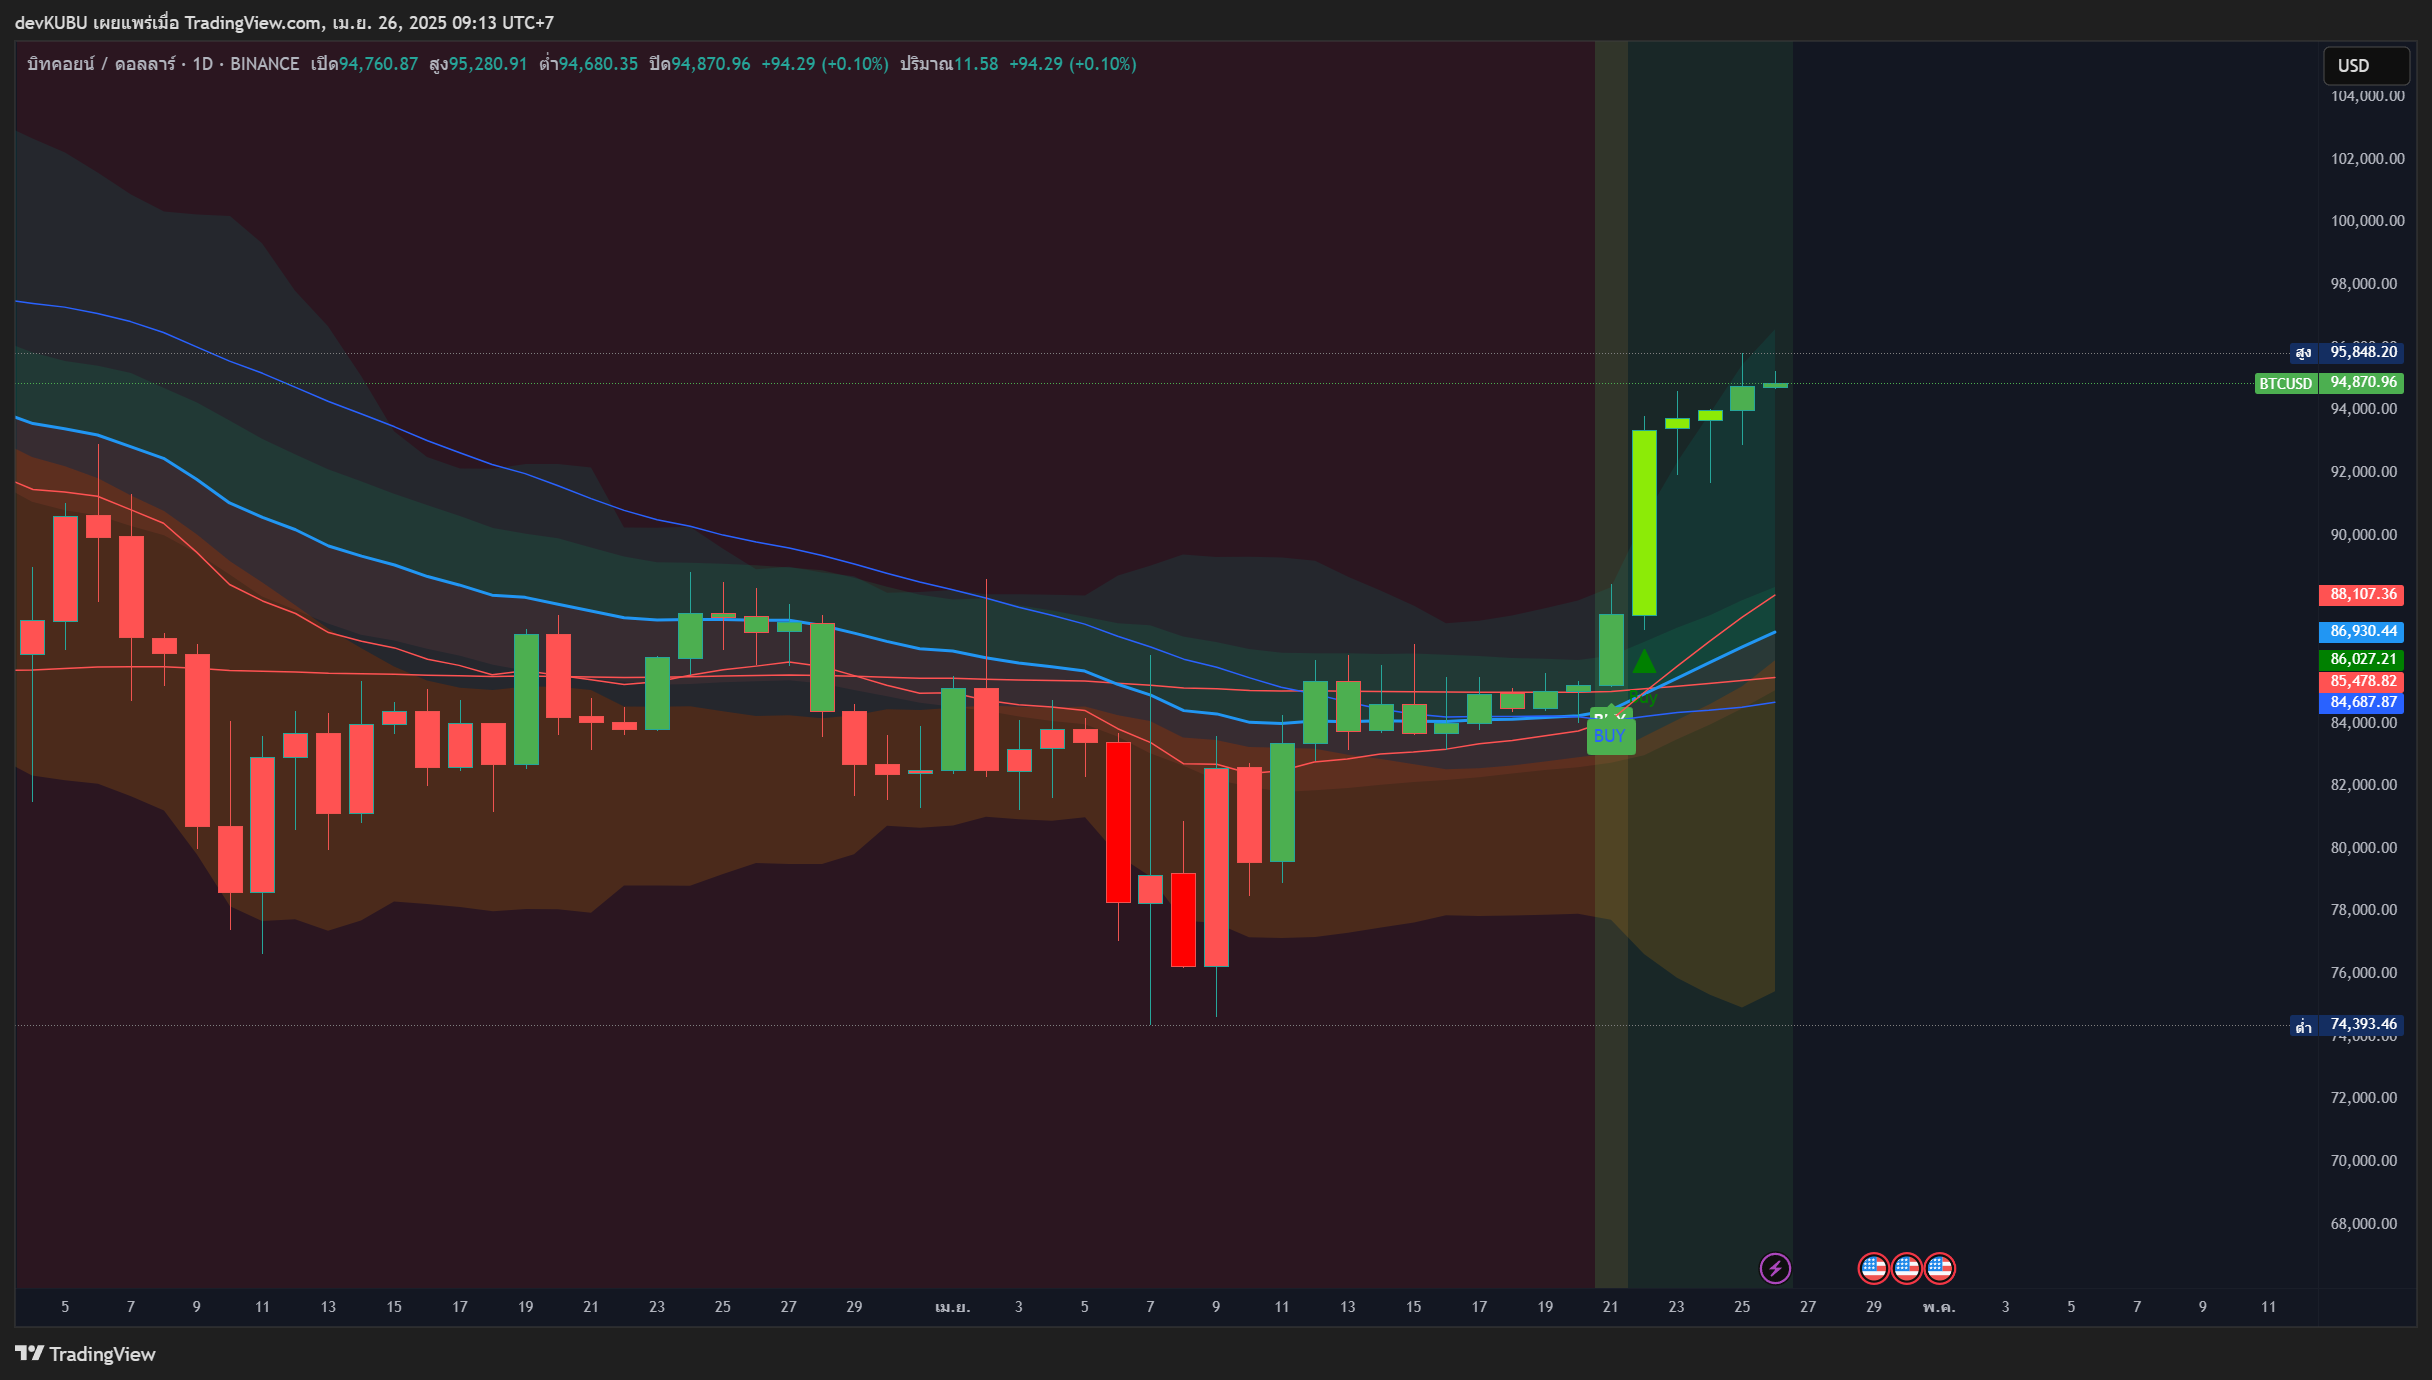 devKUBU เผยแพร่เมื่อ TradingView.com, เม.ย. 26, 2025 09:13 UTC+7
บิทคอยน์ / ดอลลาร์ · 1D · BINANCE เปิด94,760.87 สูง95,280.91 ต่ำ94,680.35 ปิด94,870.96 +94.29 (+0.10%) ปริมาณ11.58 +94.29 (+0.10%)
USD
104,000.00
102,000.00
100,000.00
98,000.00
สูง 95,848.20
BTCUSD 94,870.96
94,000.00
92,000.00
90,000.00
88,107.36
86,930.44
86,027.21
85,478.82
84,687.87
84,000.00
82,000.00
80,000.00
78,000.00
76,000.00
ต่ำ 74,393.46
74,000.00
72,000.00
70,000.00
68,000.00
Buy
BUY
BUY
5 7 9 11 13 15 17 19 21 23 25 27 29 เม.ย. 3 5 7 9 11 13 15 17 19 21 23 25 27 29 พ.ค. 3 5 7 9 11
TradingView